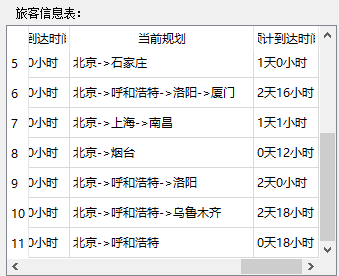 旅客信息表：
到达时间 当前规划 预计到达时间
5 0小时 北京->石家庄 1天0小时
6 0小时 北京->呼和浩特->洛阳->厦门 2天16小时
7 0小时 北京->上海->南昌 1天1小时
8 0小时 北京->烟台 0天12小时
9 0小时 北京->呼和浩特->洛阳 2天0小时
10 0小时 北京->呼和浩特->乌鲁木齐 2天18小时
11 0小时 北京->呼和浩特 0天18小时